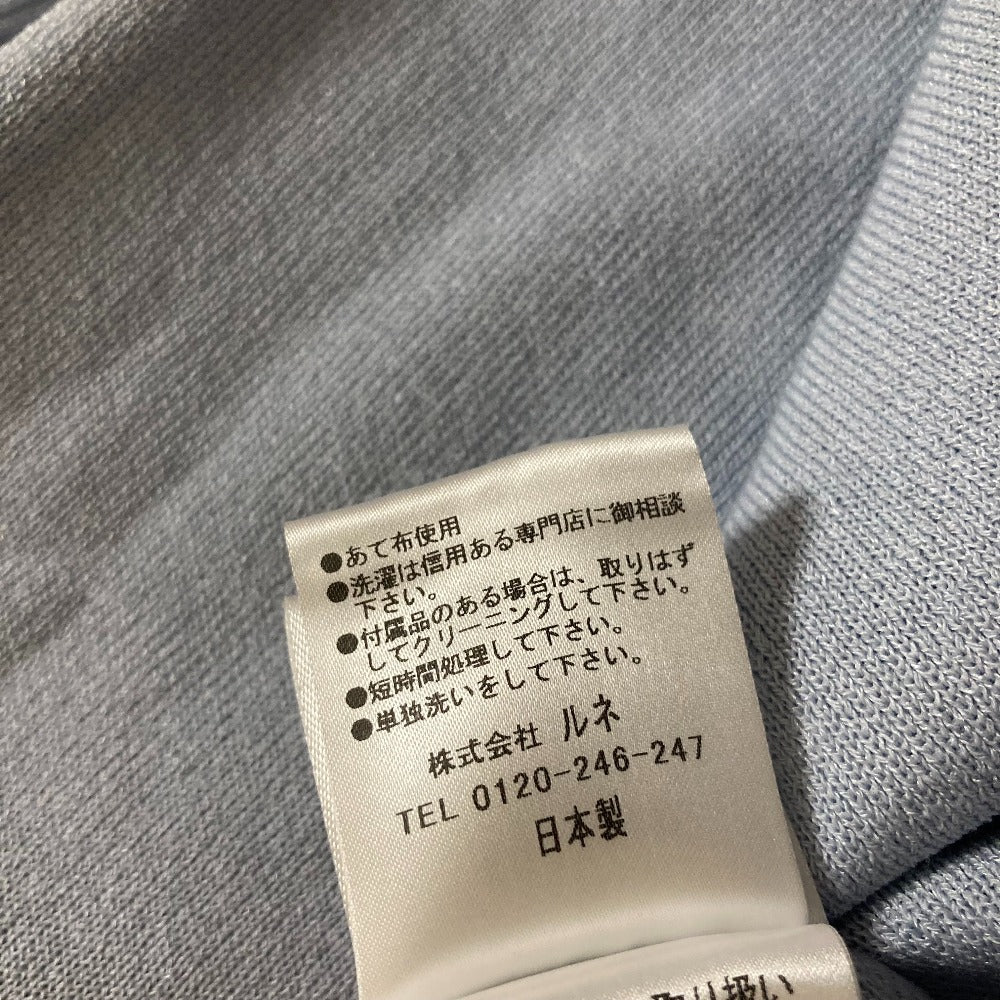 ●あて布使用
●洗濯は信用ある専門店に御相談
下さい。
●付属品のある場合は、取りはず
してクリーニングして下さい。
●短時間処理して下さい。
●単独洗いをして下さい。
株式会社 ルネ
TEL 0120-246-247
日本製
取り扱い